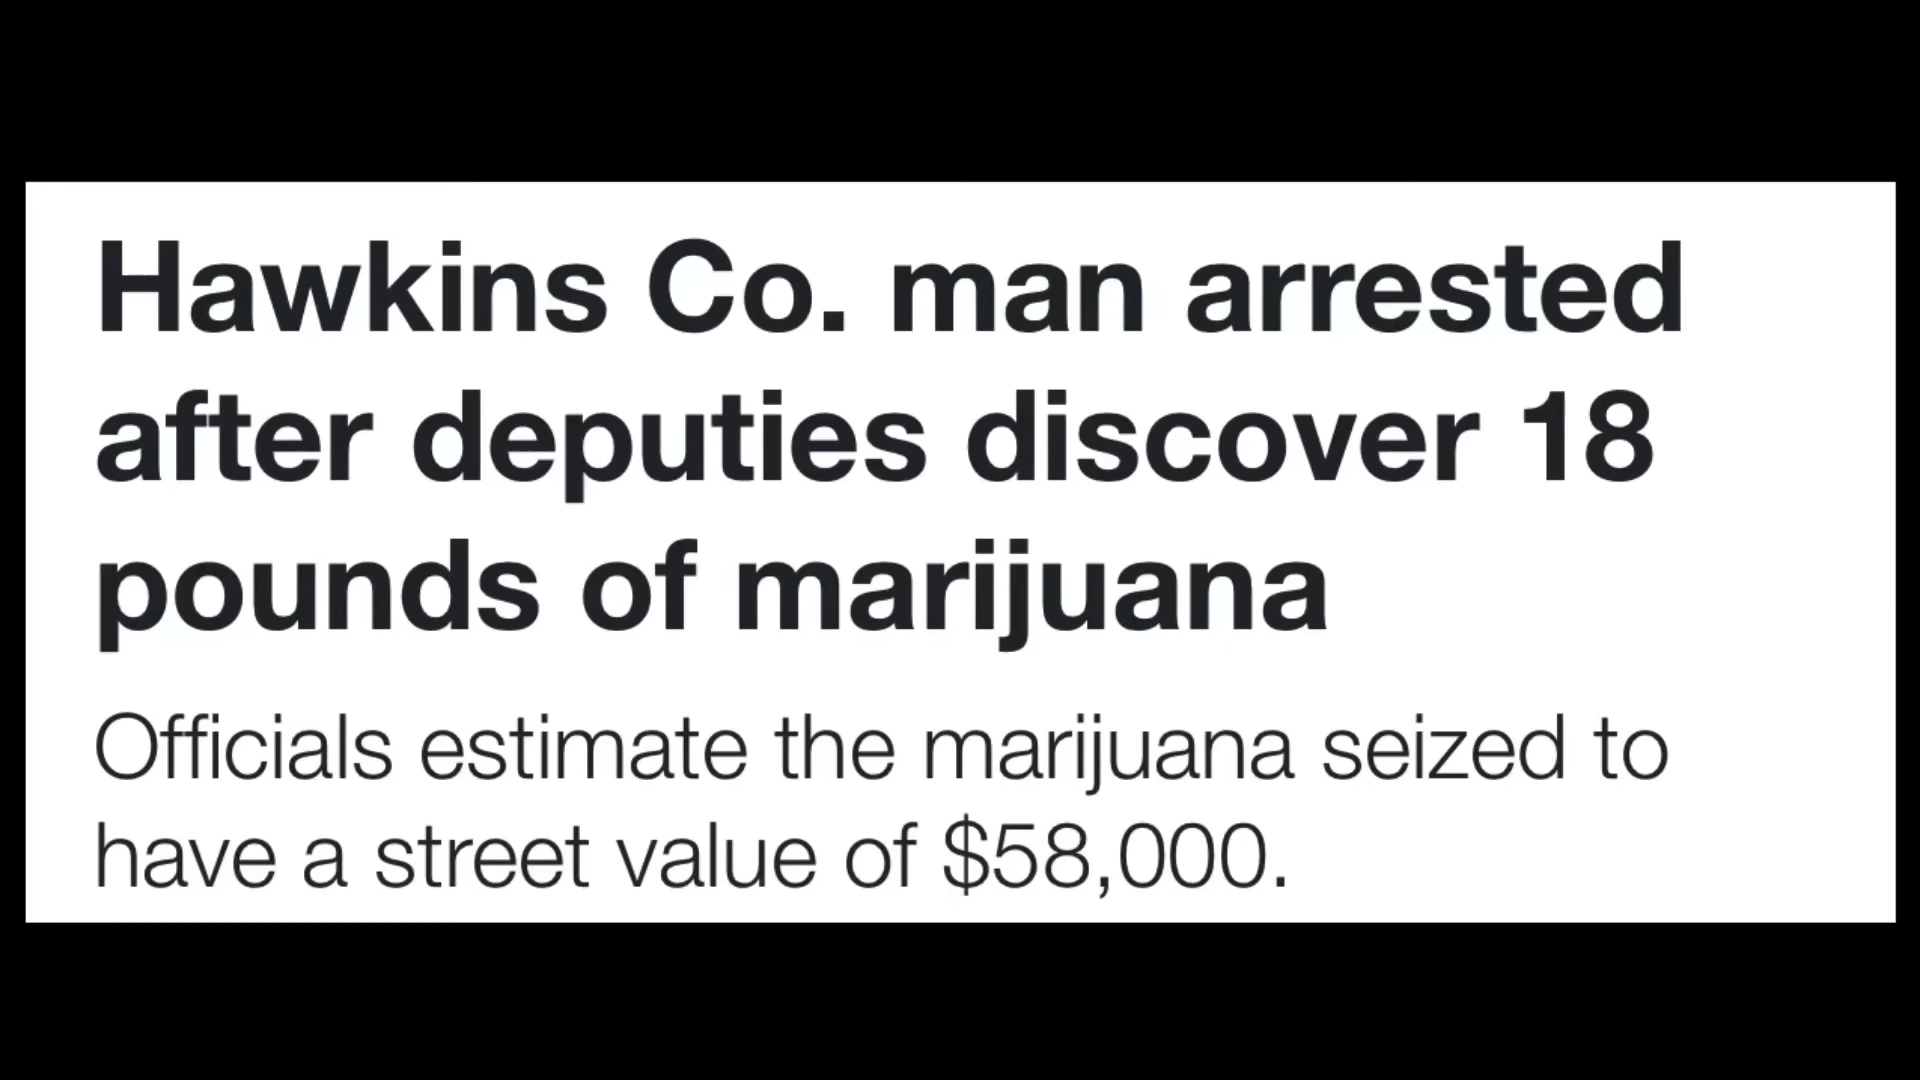 Hawkins Co. man arrested
after deputies discover 18
pounds of marijuana
Officials estimate the marijuana seized to
have a street value of $58,000.